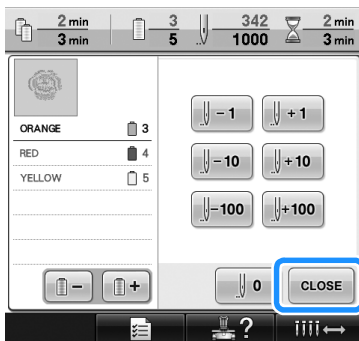 2 min 3 342 2 min
3 min 5 1000 3 min
ORANGE 3
RED 4
YELLOW 5
-1 +1
-10 +10
-100 +100
- + 0 CLOSE
?